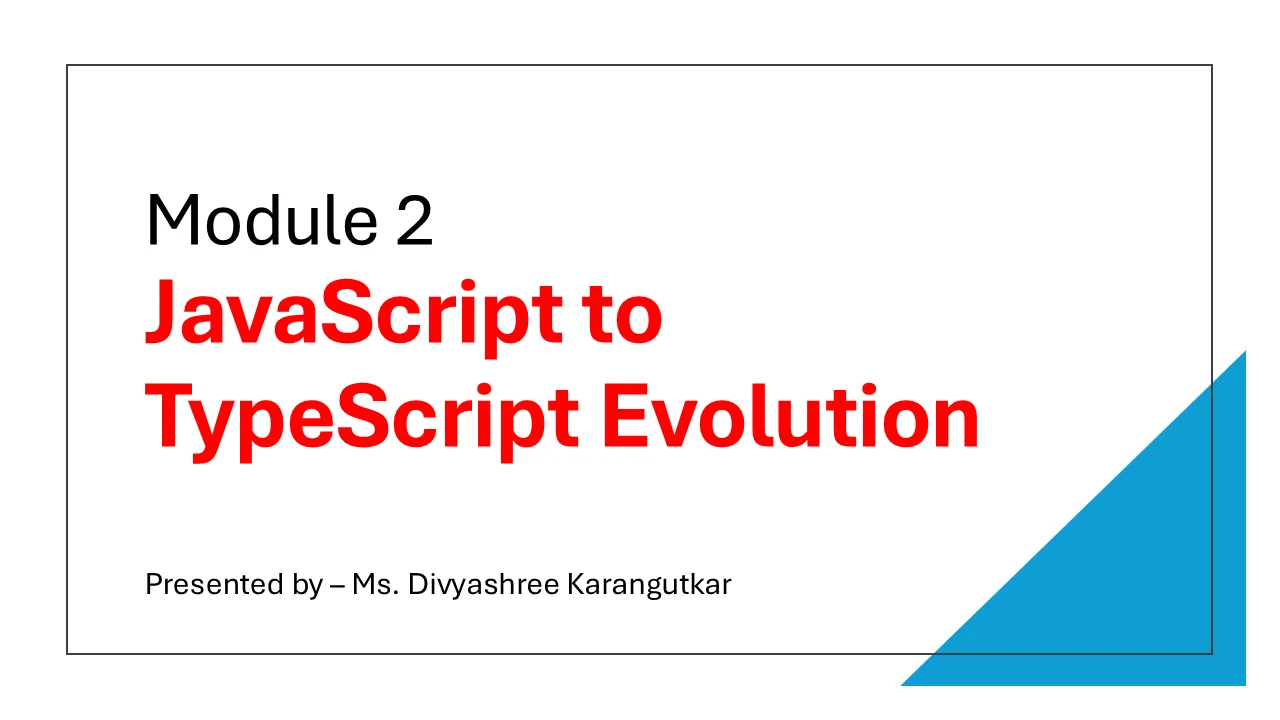 Module 2
JavaScript to
TypeScript Evolution
Presented by – Ms. Divyashree Karangutkar